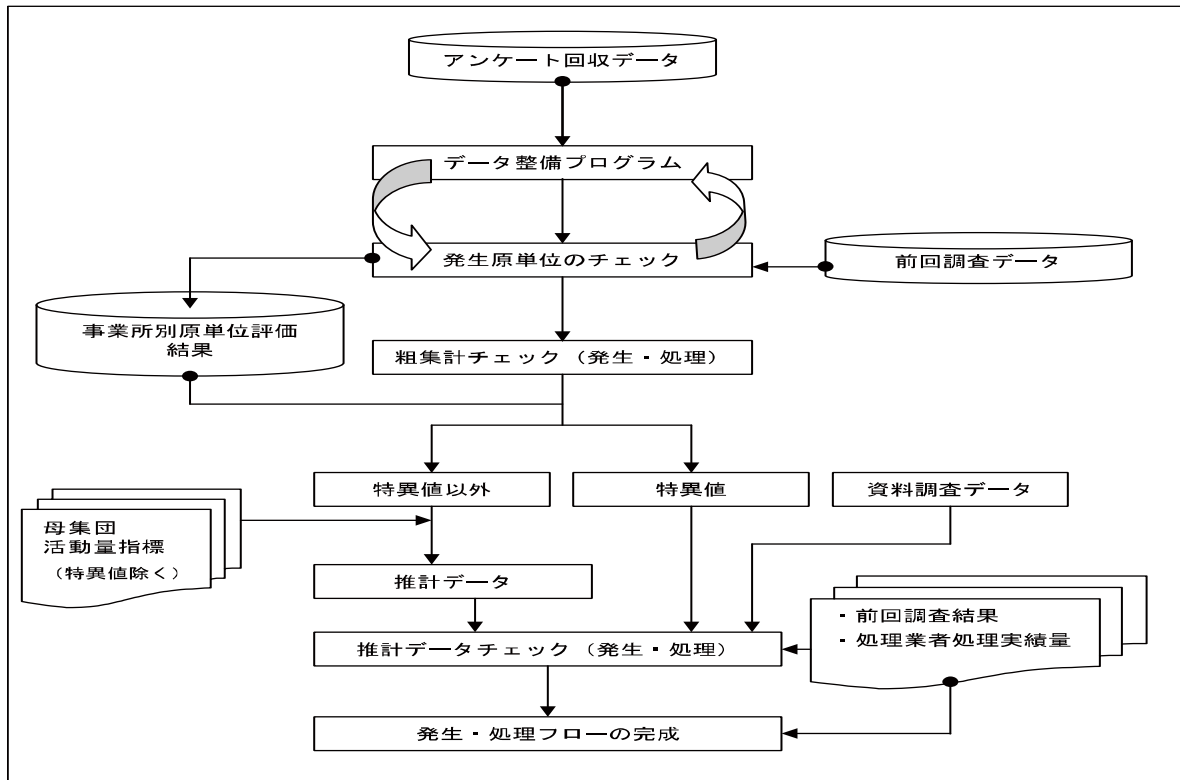 アンケート回収データ
データ整備プログラム
発生原単位のチェック
前回調査データ
事業所別原単位評価
結果
粗集計チェック（発生・処理）
特異値以外
特異値
資料調査データ
母集団
活動量指標
（特異値除く）
推計データ
・前回調査結果
・処理業者処理実績量
推計データチェック（発生・処理）
発生・処理フローの完成